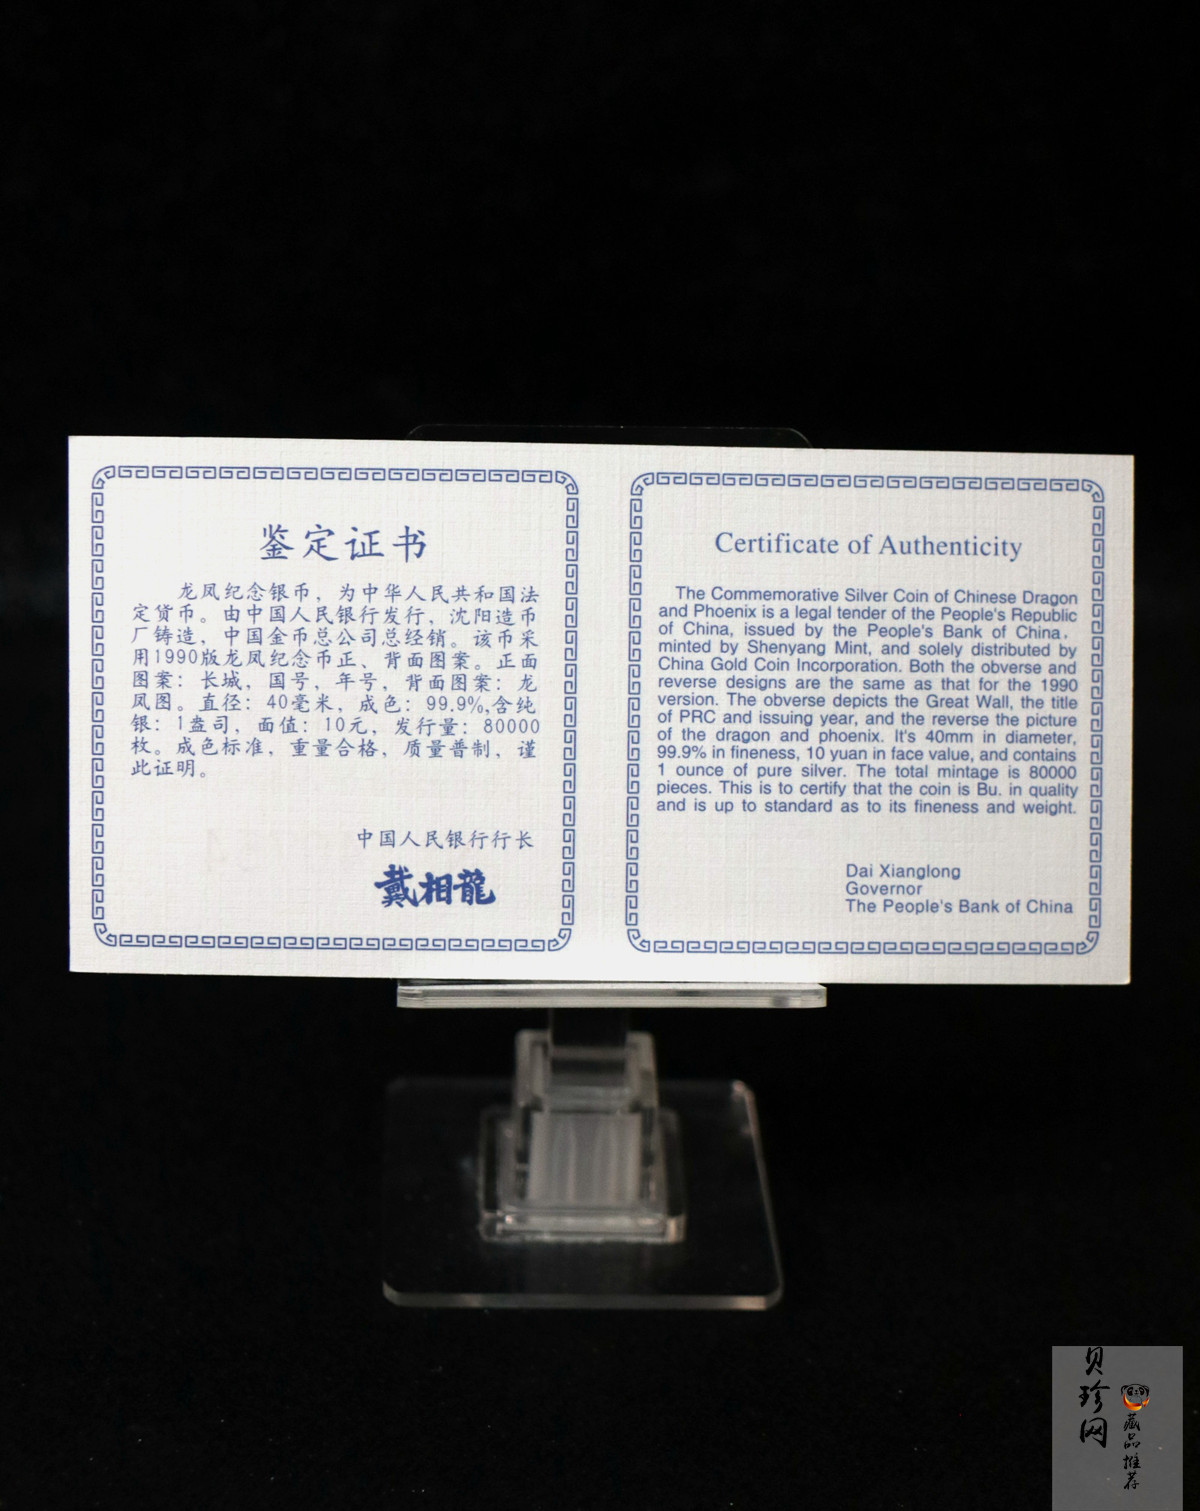 鉴定证书
龙凤纪念银币，为中华人民共和国法
定货币。由中国人民银行发行，沈阳造币
厂铸造，中国金币总公司总经销。该币采
用1990版龙凤纪念币正、背面图案。正面
图案：长城，国号，年号，背面图案：龙
凤图。直径：40毫米，成色：99.9%,含纯
银：1盎司，面值：10元，发行量：80000
枚。成色标准，重量合格，质量普制，谨
此证明。
中国人民银行行长
戴相龍
Certificate of Authenticity
The Commemorative Silver Coin of Chinese Dragon
and Phoenix is a legal tender of the People's Republic
of China, issued by the People's Bank of China,
minted by Shenyang Mint, and solely distributed by
China Gold Coin Incorporation. Both the obverse and
reverse designs are the same as that for the 1990
version. The obverse depicts the Great Wall, the title
of PRC and issuing year, and the reverse the picture
of the dragon and phoenix. It's 40mm in diameter,
99.9% in fineness, 10 yuan in face value, and contains
1 ounce of pure silver. The total mintage is 80000
pieces. This is to certify that the coin is Bu. in quality
and is up to standard as to its fineness and weight.
Dai Xianglong
Governor
The People's Bank of China
贝珍网
藏品推荐